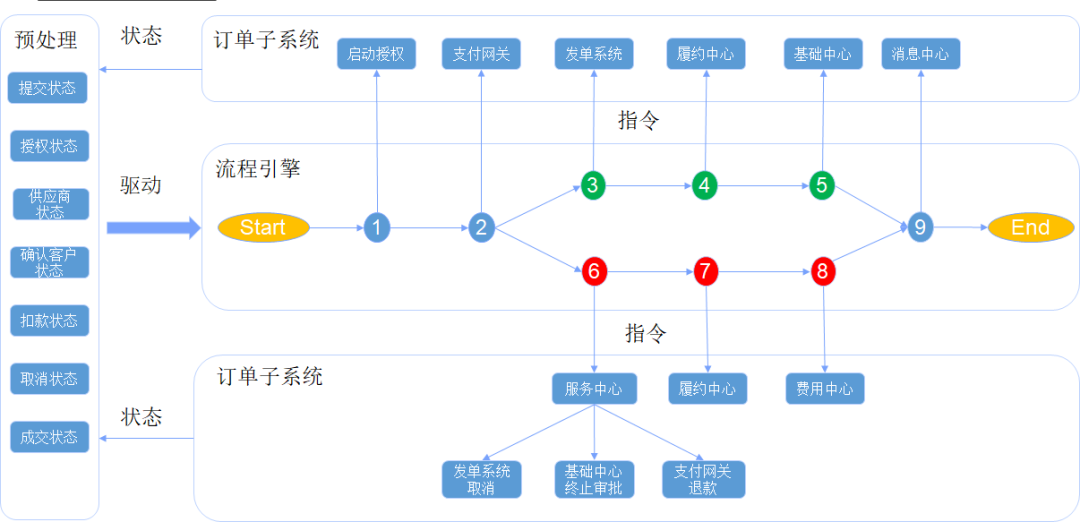 预处理
提交状态
授权状态
供应商
状态
确认客户
状态
扣款状态
取消状态
成交状态
状态
驱动
状态
订单子系统
启动授权
支付网关
发单系统
履约中心
基础中心
消息中心
指令
流程引擎
Start
1
2
3
4
5
6
7
8
9
End
指令
订单子系统
服务中心
履约中心
费用中心
发单系统
取消
基础中心
终止审批
支付网关
退款